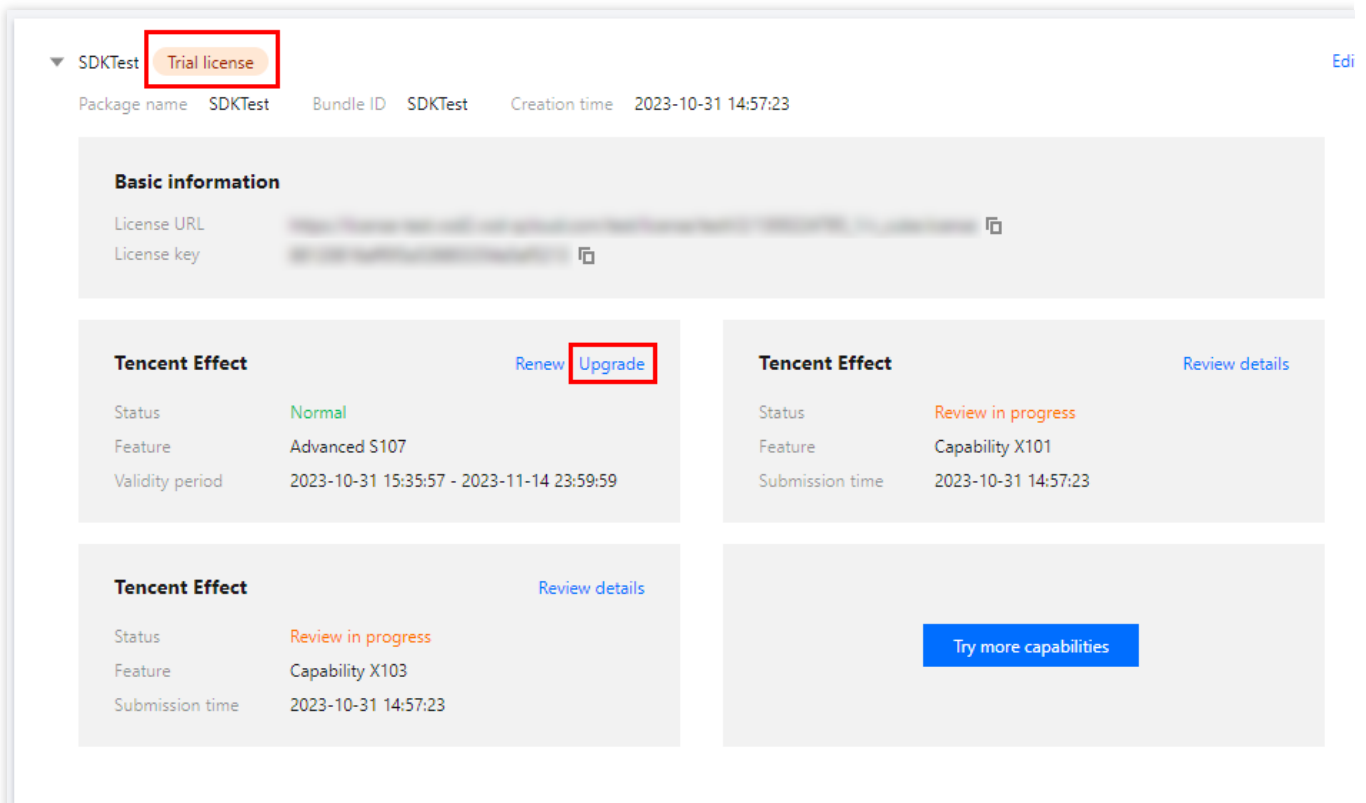 SDKTest Trial license Edi
Package name SDKTest Bundle ID SDKTest Creation time 2023-10-31 14:57:23
Basic information
License URL
License key
Tencent Effect Renew Upgrade
Status Normal
Feature Advanced S107
Validity period 2023-10-31 15:35:57 - 2023-11-14 23:59:59
Tencent Effect Review details
Status Review in progress
Feature Capability X101
Submission time 2023-10-31 14:57:23
Tencent Effect Review details
Status Review in progress
Feature Capability X103
Submission time 2023-10-31 14:57:23
Try more capabilities